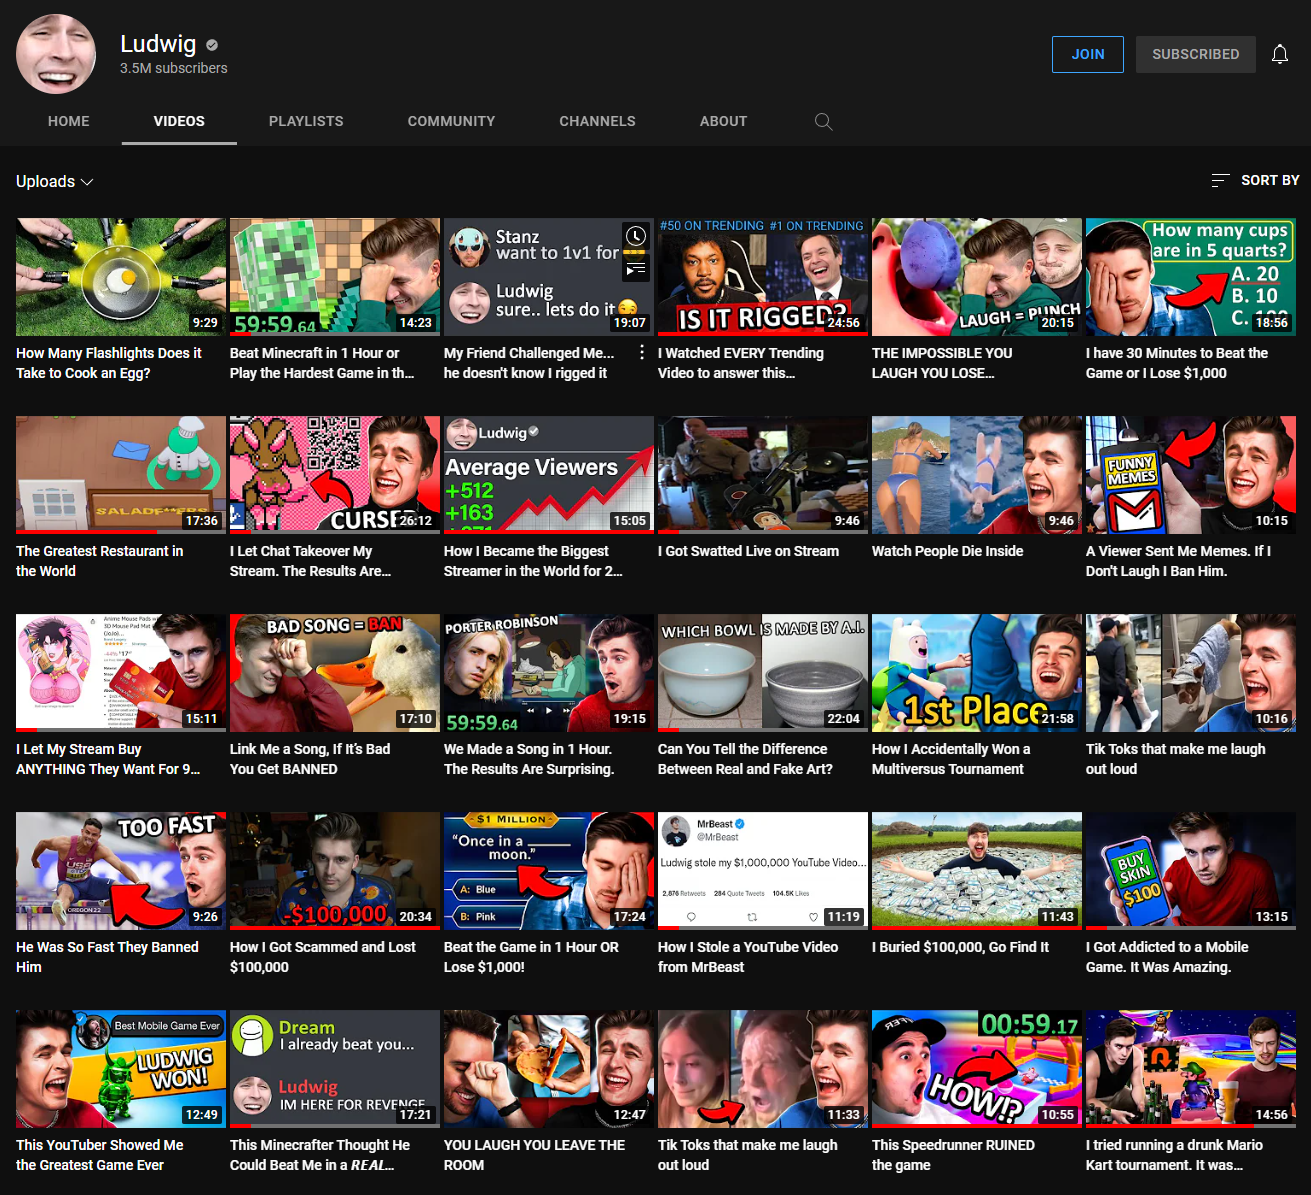 Ludwig
3.5M subscribers
JOIN
SUBSCRIBED
HOME
VIDEOS
PLAYLISTS
COMMUNITY
CHANNELS
ABOUT
Uploads
SORT BY
9:29
How Many Flashlights Does it
Take to Cook an Egg?
59:59.64
14:23
Beat Minecraft in 1 Hour or
Play the Hardest Game in th...
Stanz
want to 1v1 for
Ludwig
sure.. lets do it
19:07
My Friend Challenged Me...
he doesn't know I rigged it
#50 ON TRENDING #1 ON TRENDING
IS IT RIGGED?
24:56
I Watched EVERY Trending
Video to answer this...
LAUGH = PUNCH
20:15
THE IMPOSSIBLE YOU
LAUGH YOU LOSE...
How many cups
are in 5 quarts?
A. 20
B. 10
C. 100
18:56
I have 30 Minutes to Beat the
Game or I Lose $1,000
17:36
The Greatest Restaurant in
the World
CURSED
26:12
I Let Chat Takeover My
Stream. The Results Are...
Ludwig
Average Viewers
+512
+163
15:05
How I Became the Biggest
Streamer in the World for 2...
9:46
I Got Swatted Live on Stream
9:46
Watch People Die Inside
FUNNY
MEMES
10:15
A Viewer Sent Me Memes. If I
Don't Laugh I Ban Him.
Anime Mouse Pads
3D Mouse Pad Mat
15:11
I Let My Stream Buy
ANYTHING They Want For 9...
BAD SONG = BAN
17:10
Link Me a Song, If It's Bad
You Get BANNED
PORTER ROBINSON
59:59.64
19:15
We Made a Song in 1 Hour.
The Results Are Surprising.
WHICH BOWL IS MADE BY A.I.
22:04
Can You Tell the Difference
Between Real and Fake Art?
1st Place
21:58
How I Accidentally Won a
Multiversus Tournament
10:16
Tik Toks that make me laugh
out loud
TOO FAST
OREGON22
9:26
He Was So Fast They Banned
Him
-$100,000
20:34
How I Got Scammed and Lost
$100,000
$1 MILLION
"Once in a ____
moon."
A: Blue
B: Pink
17:24
Beat the Game in 1 Hour OR
Lose $1,000!
MrBeast
@MrBeast
Ludwig stole my $1,000,000 YouTube Video...
2,876 Retweets 284 Quote Tweets 104.5K Likes
11:19
How I Stole a YouTube Video
from MrBeast
11:43
I Buried $100,000, Go Find It
BUY
SKIN
$100
13:15
I Got Addicted to a Mobile
Game. It Was Amazing.
Best Mobile Game Ever
LUDWIG
WON!
12:49
This YouTuber Showed Me
the Greatest Game Ever
Dream
I already beat you...
Ludwig
IM HERE FOR REVENGE
17:21
This Minecrafter Thought He
Could Beat Me in a REAL...
12:47
YOU LAUGH YOU LEAVE THE
ROOM
11:33
Tik Toks that make me laugh
out loud
00:59.17
HOW!?
10:55
This Speedrunner RUINED
the game
14:56
I tried running a drunk Mario
Kart tournament. It was...